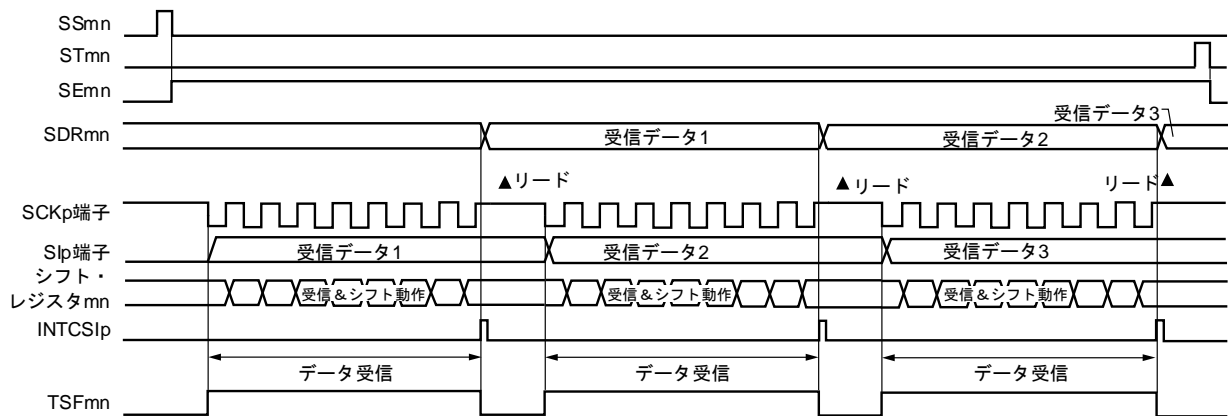 SSmn
STmn
SEmn
受信データ3
SDRmn
受信データ1
受信データ2
▲リード
▲リード
リード▲
SCKp端子
SIp端子
受信データ1
受信データ2
受信データ3
シフト・
レジスタmn
受信&シフト動作
受信&シフト動作
受信&シフト動作
INTCSIp
データ受信
データ受信
データ受信
TSFmn